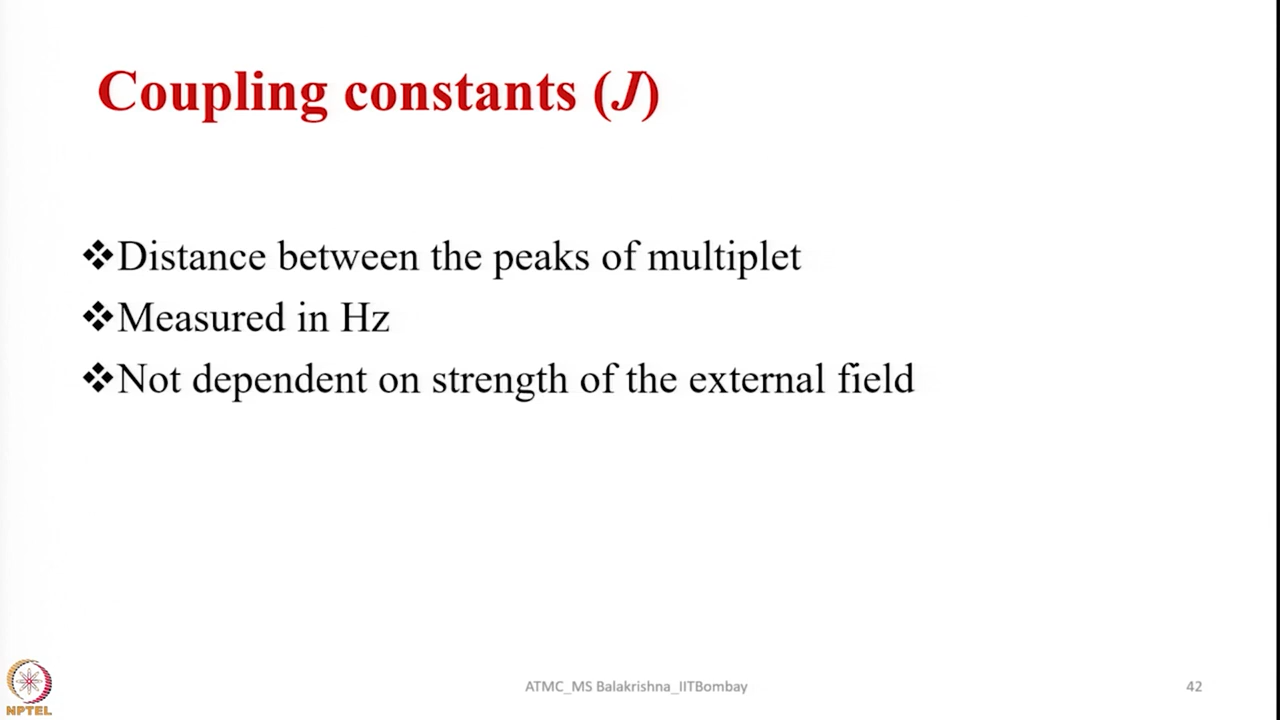 Coupling constants (J)
❖Distance between the peaks of multiplet
❖Measured in Hz
❖Not dependent on strength of the external field
NPTEL
ATMC_MS Balakrishna_IITBombay
42